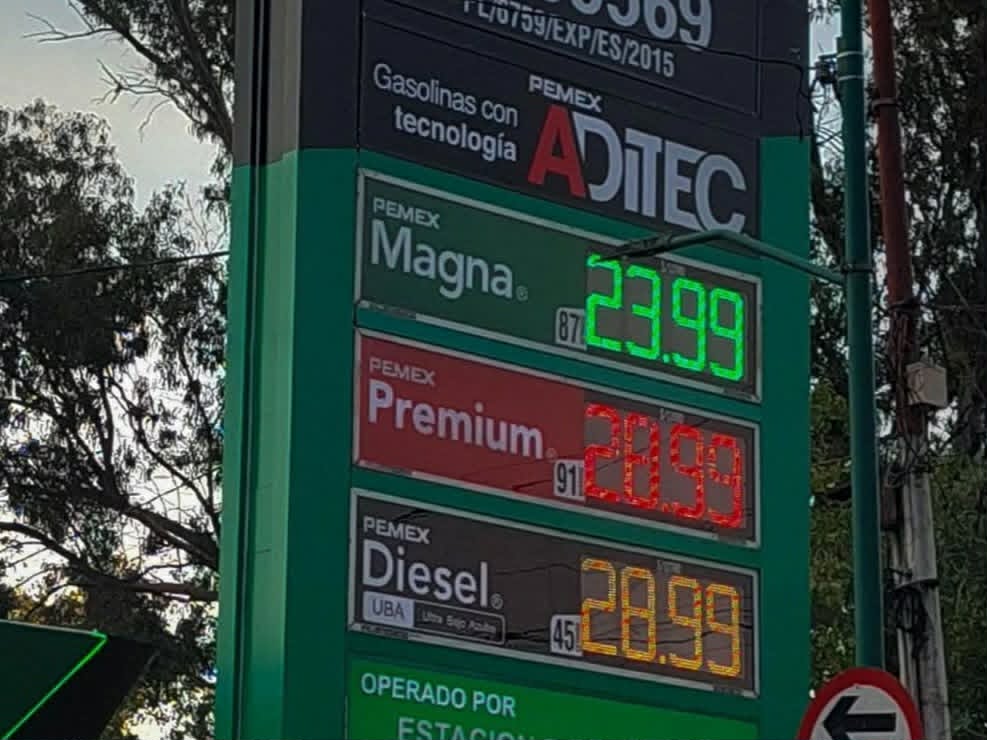 PL/6759/EXP/ES/2015
Gasolinas con
tecnología
PEMEX
ADITEC
PEMEX
Magna®
87
23.99
PEMEX
Premium®
91
28.99
PEMEX
Diesel®
UBA
Ultra Bajo Azufre
45
28.99
OPERADO POR